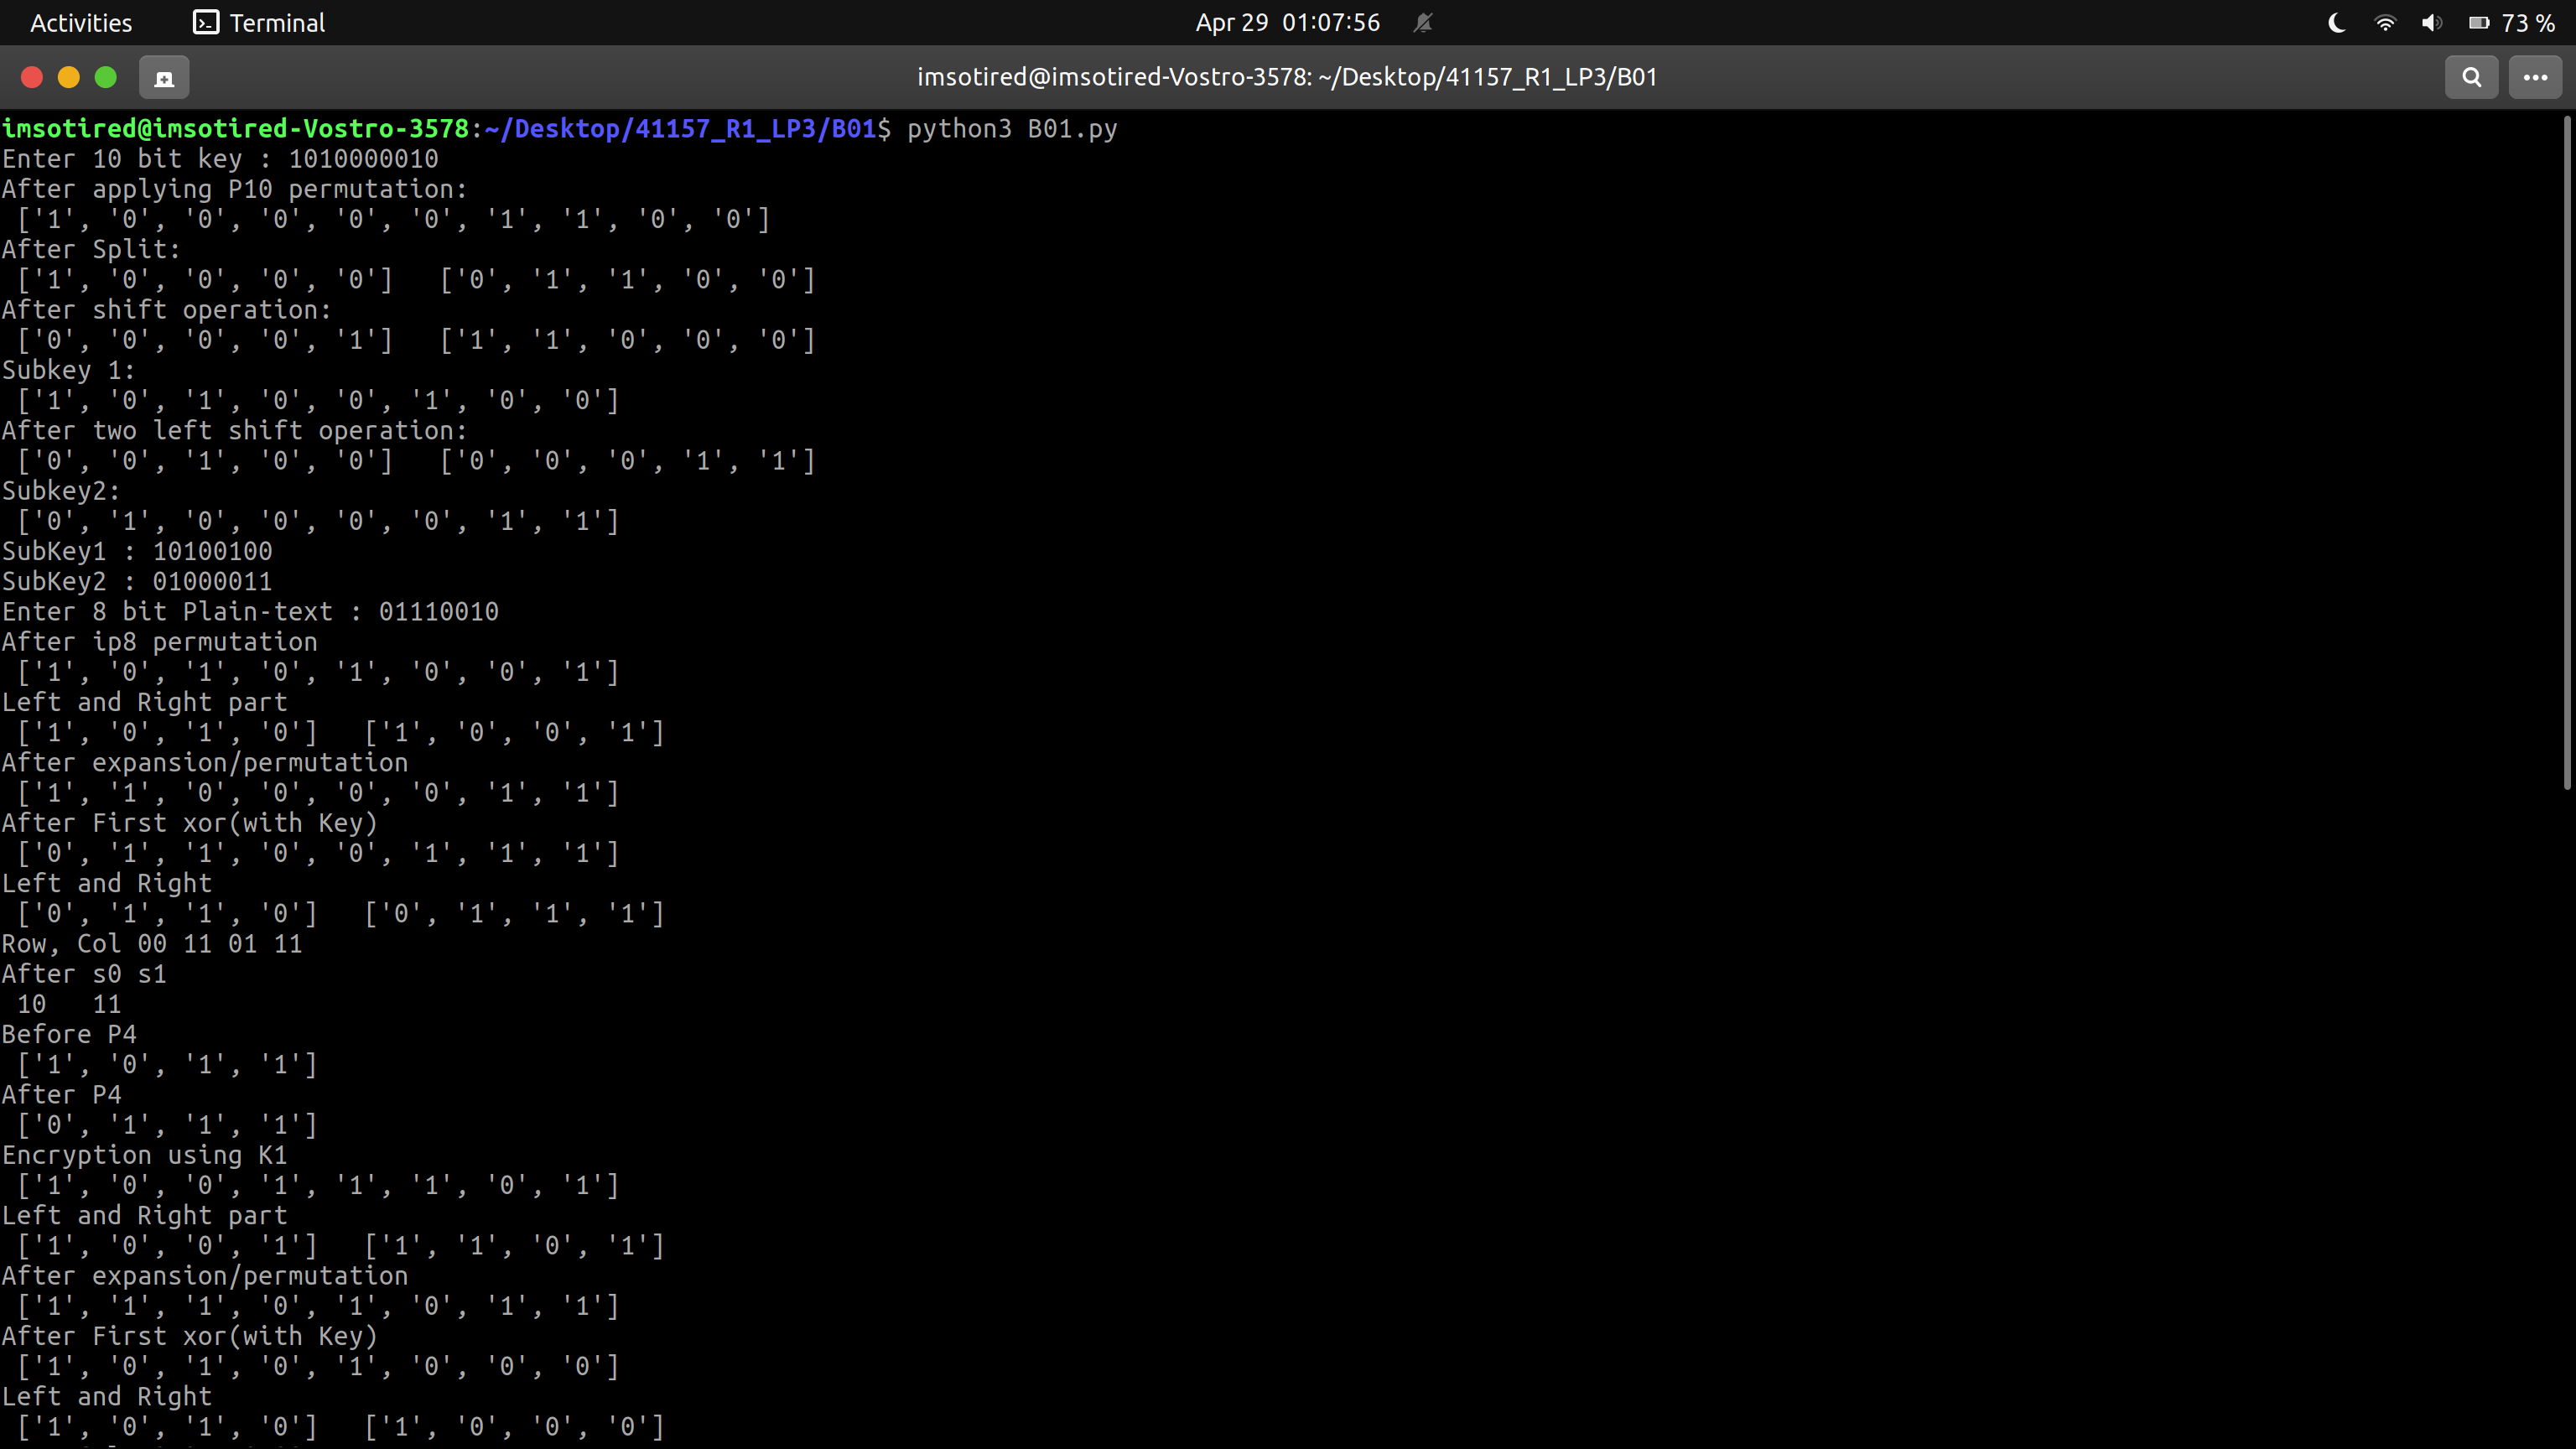 Activities Terminal Apr 29 01:07:56 73 %
imsotired@imsotired-Vostro-3578: ~/Desktop/41157_R1_LP3/B01
imsotired@imsotired-Vostro-3578:~/Desktop/41157_R1_LP3/B01$ python3 B01.py
Enter 10 bit key : 1010000010
After applying P10 permutation:
 ['1', '0', '0', '0', '0', '0', '1', '1', '0', '0']
After Split:
 ['1', '0', '0', '0', '0']   ['0', '1', '1', '0', '0']
After shift operation:
 ['0', '0', '0', '0', '1']   ['1', '1', '0', '0', '0']
Subkey 1:
 ['1', '0', '1', '0', '0', '1', '0', '0']
After two left shift operation:
 ['0', '0', '1', '0', '0']   ['0', '0', '0', '1', '1']
Subkey2:
 ['0', '1', '0', '0', '0', '0', '1', '1']
SubKey1 : 10100100
SubKey2 : 01000011
Enter 8 bit Plain-text : 01110010
After ip8 permutation
 ['1', '0', '1', '0', '1', '0', '0', '1']
Left and Right part
 ['1', '0', '1', '0']   ['1', '0', '0', '1']
After expansion/permutation
 ['1', '1', '0', '0', '0', '0', '1', '1']
After First xor(with Key)
 ['0', '1', '1', '0', '0', '1', '1', '1']
Left and Right
 ['0', '1', '1', '0']   ['0', '1', '1', '1']
Row, Col 00 11 01 11
After s0 s1
 10   11
Before P4
 ['1', '0', '1', '1']
After P4
 ['0', '1', '1', '1']
Encryption using K1
 ['1', '0', '0', '1', '1', '1', '0', '1']
Left and Right part
 ['1', '0', '0', '1']   ['1', '1', '0', '1']
After expansion/permutation
 ['1', '1', '1', '0', '1', '0', '1', '1']
After First xor(with Key)
 ['1', '0', '1', '0', '1', '0', '0', '0']
Left and Right
 ['1', '0', '1', '0']   ['1', '0', '0', '0']